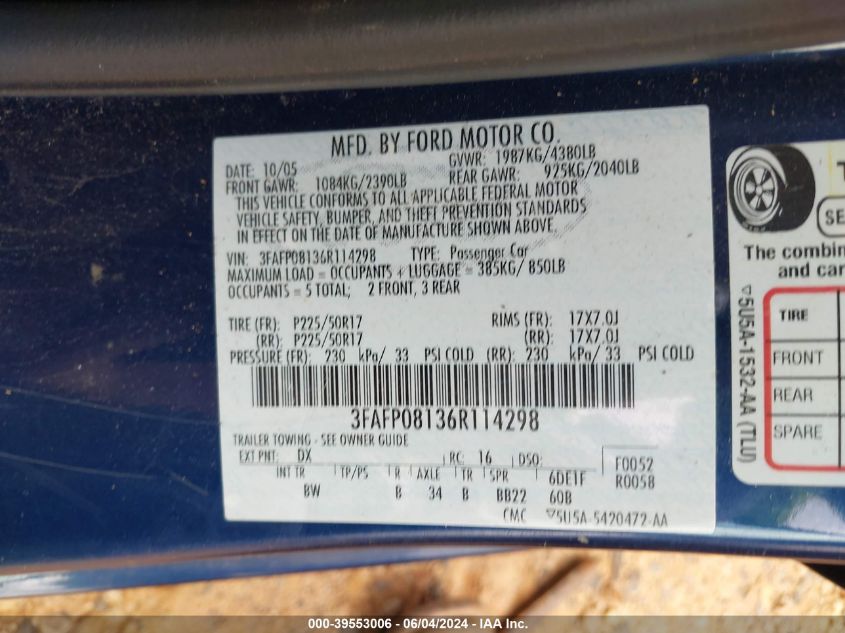 MFD. BY FORD MOTOR CO.
DATE: 10/05 GVWR: 1987KG/4380LB
FRONT GAWR: 1084KG/2390LB REAR GAWR: 925KG/2040LB
THIS VEHICLE CONFORMS TO ALL APPLICABLE FEDERAL MOTOR
VEHICLE SAFETY, BUMPER, AND THEFT PREVENTION STANDARDS
IN EFFECT ON THE DATE OF MANUFACTURE SHOWN ABOVE.
VIN: 3FAFP08136R114298 TYPE: Passenger Car
MAXIMUM LOAD = OCCUPANTS + LUGGAGE = 385KG/ 850LB
OCCUPANTS = 5 TOTAL; 2 FRONT, 3 REAR
TIRE (FR): P225/50R17 RIMS (FR): 17X7.0J
(RR): P225/50R17 (RR): 17X7.0J
PRESSURE (FR): 230 kPa/ 33 PSI COLD (RR): 230 kPa/ 33 PSI COLD
3FAFP08136R114298
TRAILER TOWING - SEE OWNER GUIDE
EXT PNT: DX RC: 16 DSO: F0052
INT TR TP/PS R AXLE TR SPR 6DE1F R0058
BW B 34 B BB22 60B
CMC ▽5U5A-5420472-AA
T
SE
The combin
and car
TIRE
FRONT
REAR
SPARE
▽5U5A-1532-AA (TLU)
000-39553006 - 06/04/2024 - IAA Inc.